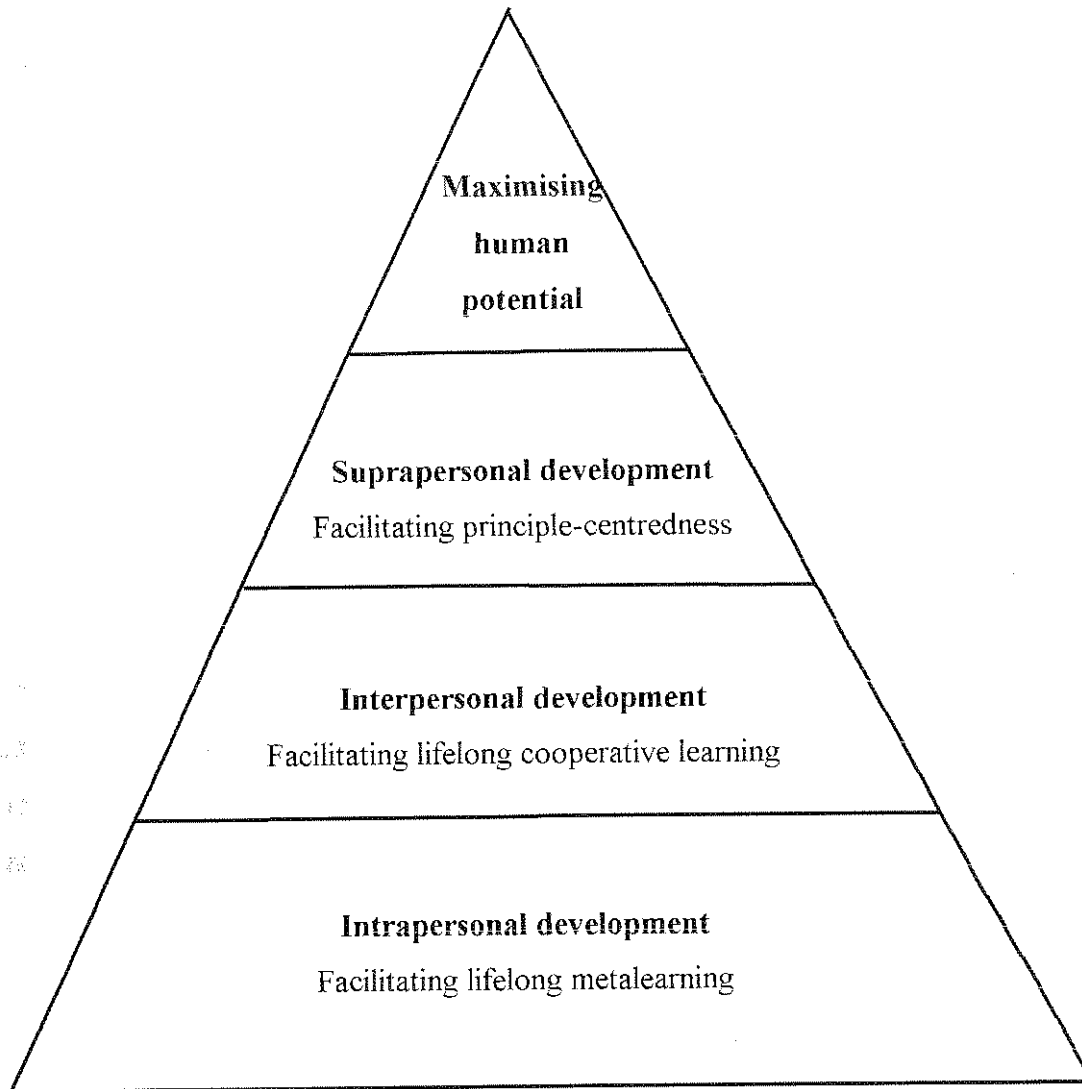 Maximising
human
potential
Suprapersonal development
Facilitating principle-centredness
Interpersonal development
Facilitating lifelong cooperative learning
Intrapersonal development
Facilitating lifelong metalearning